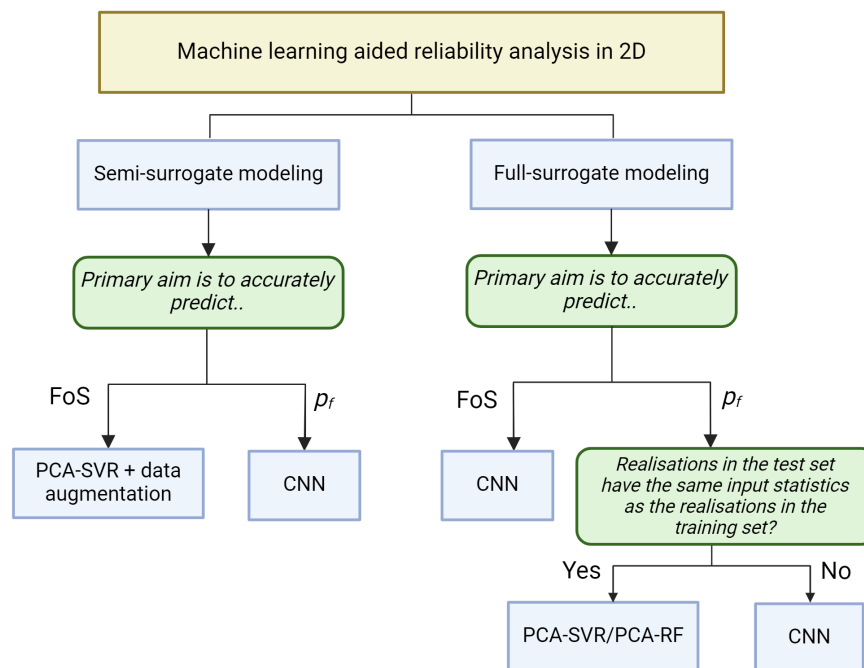 Machine learning aided reliability analysis in 2D
Semi-surrogate modeling
Full-surrogate modeling
Primary aim is to accurately
predict..
Primary aim is to accurately
predict..
FoS
pf
FoS
pf
PCA-SVR + data
augmentation
CNN
CNN
Realisations in the test set
have the same input statistics
as the realisations in the
training set?
Yes
No
PCA-SVR/PCA-RF
CNN